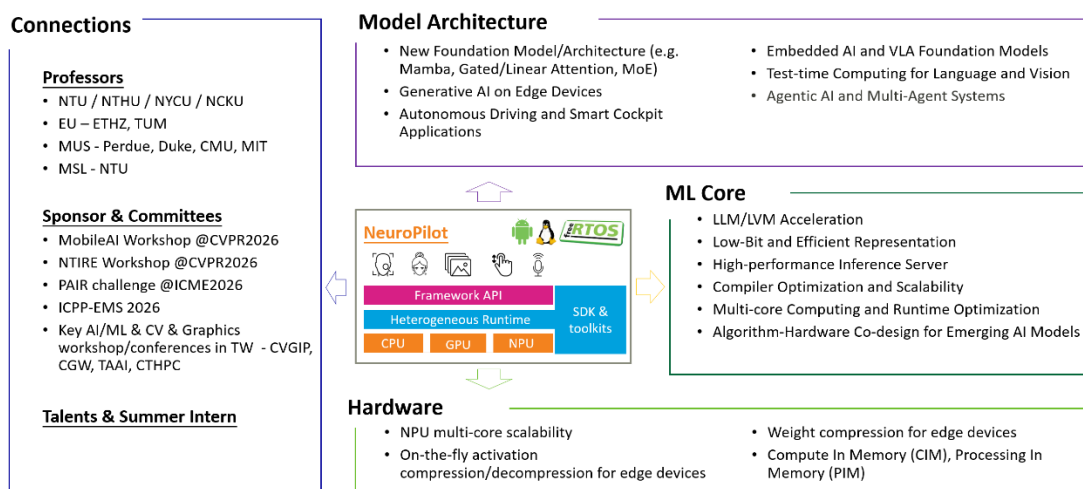 Connections
Professors
• NTU / NTHU / NYCU / NCKU
• EU – ETHZ, TUM
• MUS - Perdue, Duke, CMU, MIT
• MSL - NTU
Sponsor & Committees
• MobileAI Workshop @CVPR2026
• NTIRE Workshop @CVPR2026
• PAIR challenge @ICME2026
• ICPP-EMS 2026
• Key AI/ML & CV & Graphics
workshop/conferences in TW - CVGIP,
CGW, TAAI, CTHPC
Talents & Summer Intern
Model Architecture
• New Foundation Model/Architecture (e.g.
Mamba, Gated/Linear Attention, MoE)
• Generative AI on Edge Devices
• Autonomous Driving and Smart Cockpit
Applications
• Embedded AI and VLA Foundation Models
• Test-time Computing for Language and Vision
• Agentic AI and Multi-Agent Systems
NeuroPilot
free RTOS
Framework API
Heterogeneous Runtime
CPU
GPU
NPU
SDK &
toolkits
ML Core
• LLM/LVM Acceleration
• Low-Bit and Efficient Representation
• High-performance Inference Server
• Compiler Optimization and Scalability
• Multi-core Computing and Runtime Optimization
• Algorithm-Hardware Co-design for Emerging AI Models
Hardware
• NPU multi-core scalability
• On-the-fly activation
compression/decompression for edge devices
• Weight compression for edge devices
• Compute In Memory (CIM), Processing In
Memory (PIM)